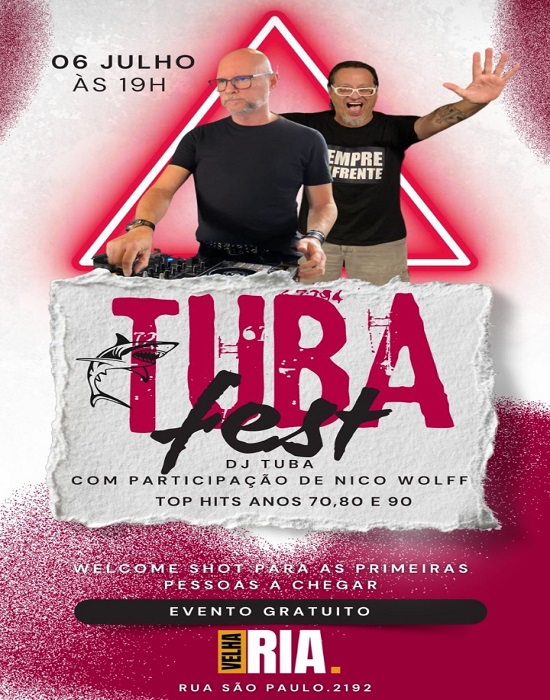 06 JULHO
ÀS 19H
EMPRE
FRENTE
TUBA
fest
DJ TUBA
COM PARTICIPAÇÃO DE NICO WOLFF
TOP HITS ANOS 70,80 E 90
WELCOME SHOT PARA AS PRIMEIRAS
PESSOAS A CHEGAR
EVENTO GRATUITO
VELHA
RIA.
RUA SÃO PAULO.2192